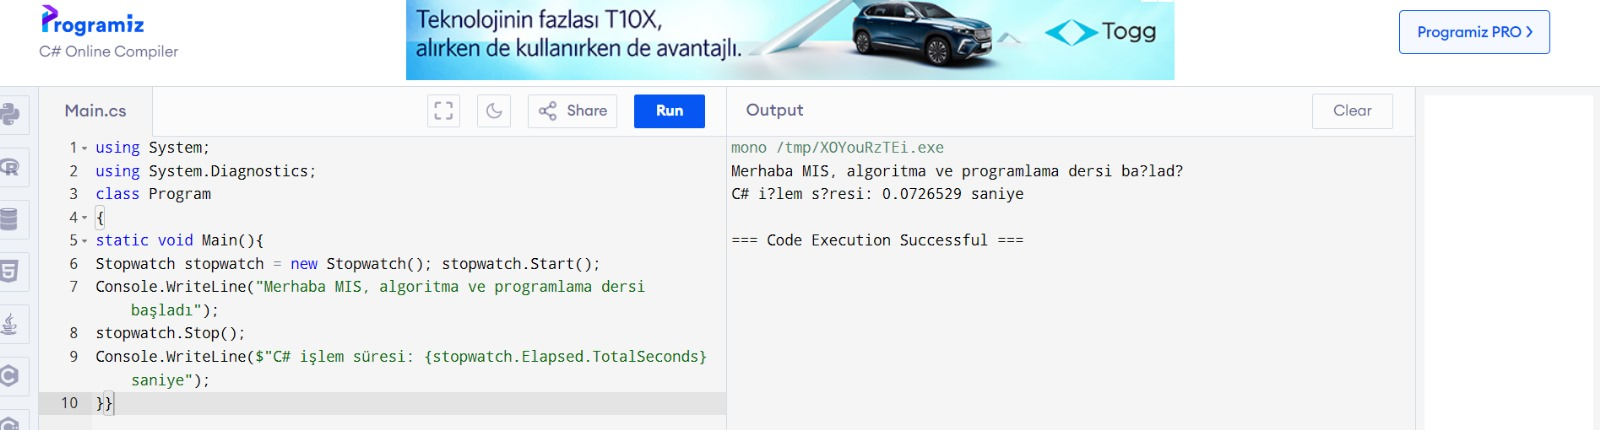 Programiz
C# Online Compiler
Teknolojinin fazlası T10X,
alırken de kullanırken de avantajlı.
Togg
Programiz PRO >
Main.cs
Share
Run
Output
Clear
1 using System;
2 using System.Diagnostics;
3 class Program
4 {
5 static void Main(){
6 Stopwatch stopwatch = new Stopwatch(); stopwatch.Start();
7 Console.WriteLine("Merhaba MIS, algoritma ve programlama dersi
başladı");
8 stopwatch.Stop();
9 Console.WriteLine($"C# işlem süresi: {stopwatch.Elapsed.TotalSeconds}
saniye");
10 }}
mono /tmp/XOYouRzTEi.exe
Merhaba MIS, algoritma ve programlama dersi ba?lad?
C# i?lem s?resi: 0.0726529 saniye
=== Code Execution Successful ===